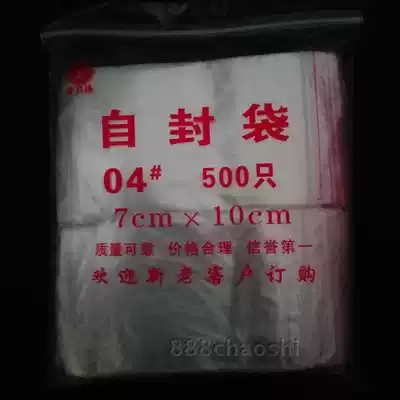 自封袋
04# 500只
7cm×10cm
质量可靠 价格合理 信誉第一
欢迎新老客户订购
888chaoshi